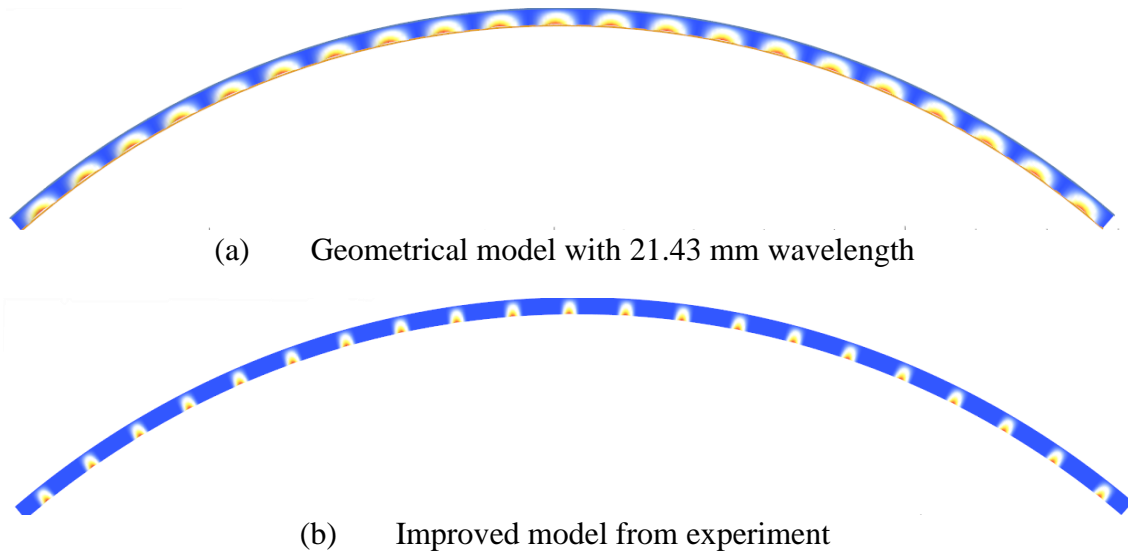 (a) Geometrical model with 21.43 mm wavelength
(b) Improved model from experiment